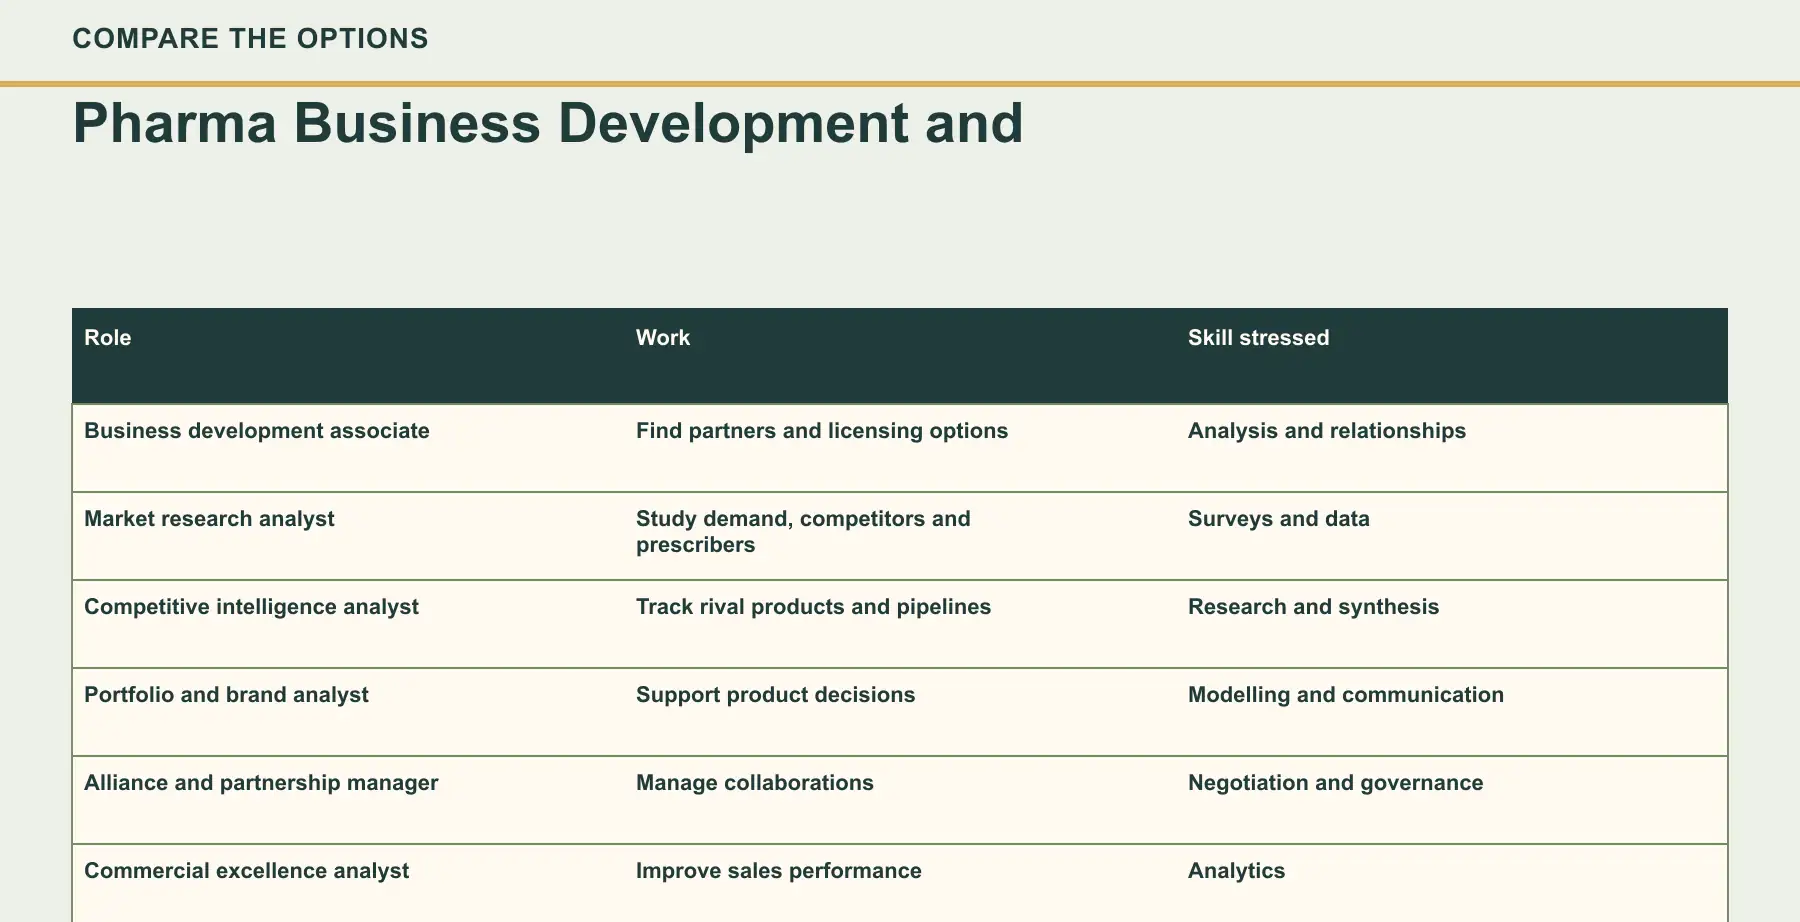 COMPARE THE OPTIONS
Pharma Business Development and
Role Work Skill stressed
Business development associate Find partners and licensing options Analysis and relationships
Market research analyst Study demand, competitors and Surveys and data
prescribers
Competitive intelligence analyst Track rival products and pipelines Research and synthesis
Portfolio and brand analyst Support product decisions Modelling and communication
Alliance and partnership manager Manage collaborations Negotiation and governance
Commercial excellence analyst Improve sales performance Analytics